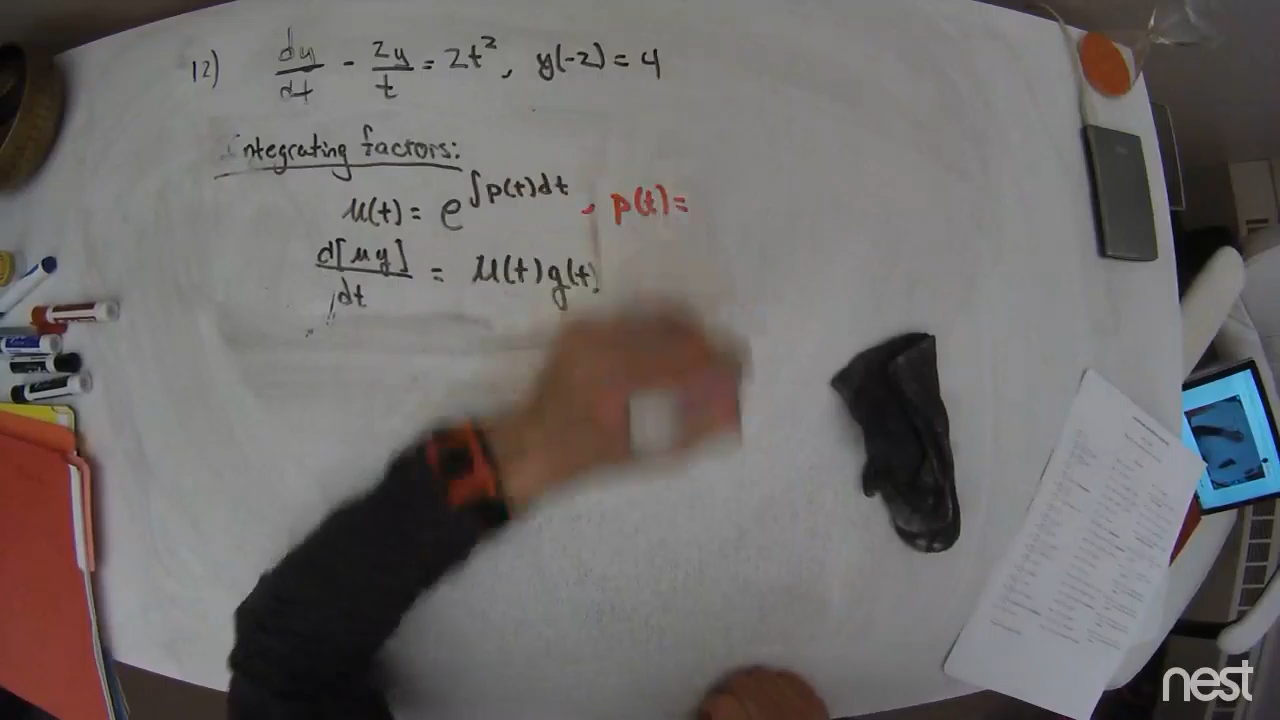 12) dy/dt - 2y/t = 2t², y(-2) = 4
Integrating factors:
μ(t) = e^∫p(t)dt, p(t) =
d[μy]/dt = μ(t)g(t)
nest